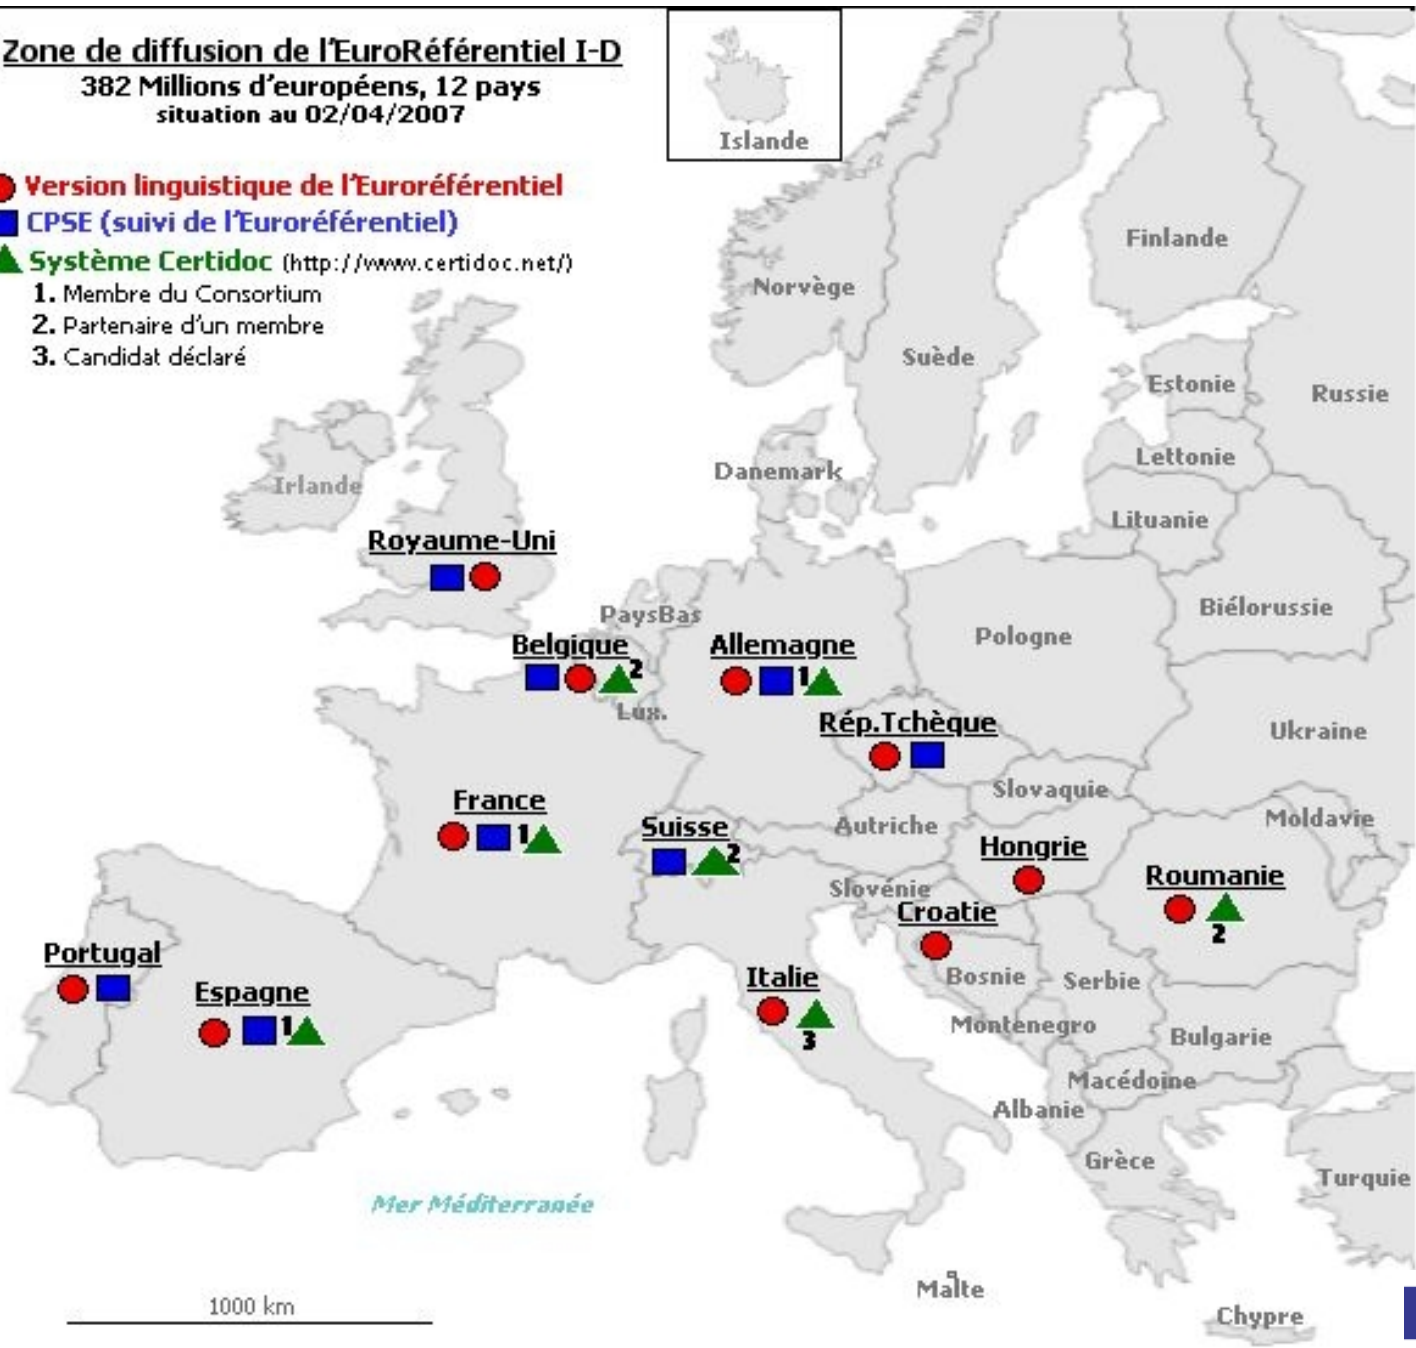 Zone de diffusion de l'EuroRéférentiel I-D
382 Millions d'européens, 12 pays
situation au 02/04/2007
Version linguistique de l'Euroréférentiel
CPSE (suivi de l'Euroréférentiel)
Système Certidoc (http://www.certidoc.net/)
1. Membre du Consortium
2. Partenaire d'un membre
3. Candidat déclaré
Islande
Finlande
Norvège
Suède
Estonie
Russie
Lettonie
Danemark
Irlande
Lituanie
Royaume-Uni
Biélorussie
PaysBas
Pologne
Belgique
2
Allemagne
1
Lux.
Rép.Tchèque
Ukraine
Slovaquie
France
1
Suisse
2
Autriche
Moldavie
Hongrie
Roumanie
2
Slovénie
Croatie
Portugal
Espagne
1
Italie
3
Bosnie
Serbie
Montenegro
Bulgarie
Macédoine
Albanie
Grèce
Turquie
Mer Méditerranée
Malte
1000 km
Chypre